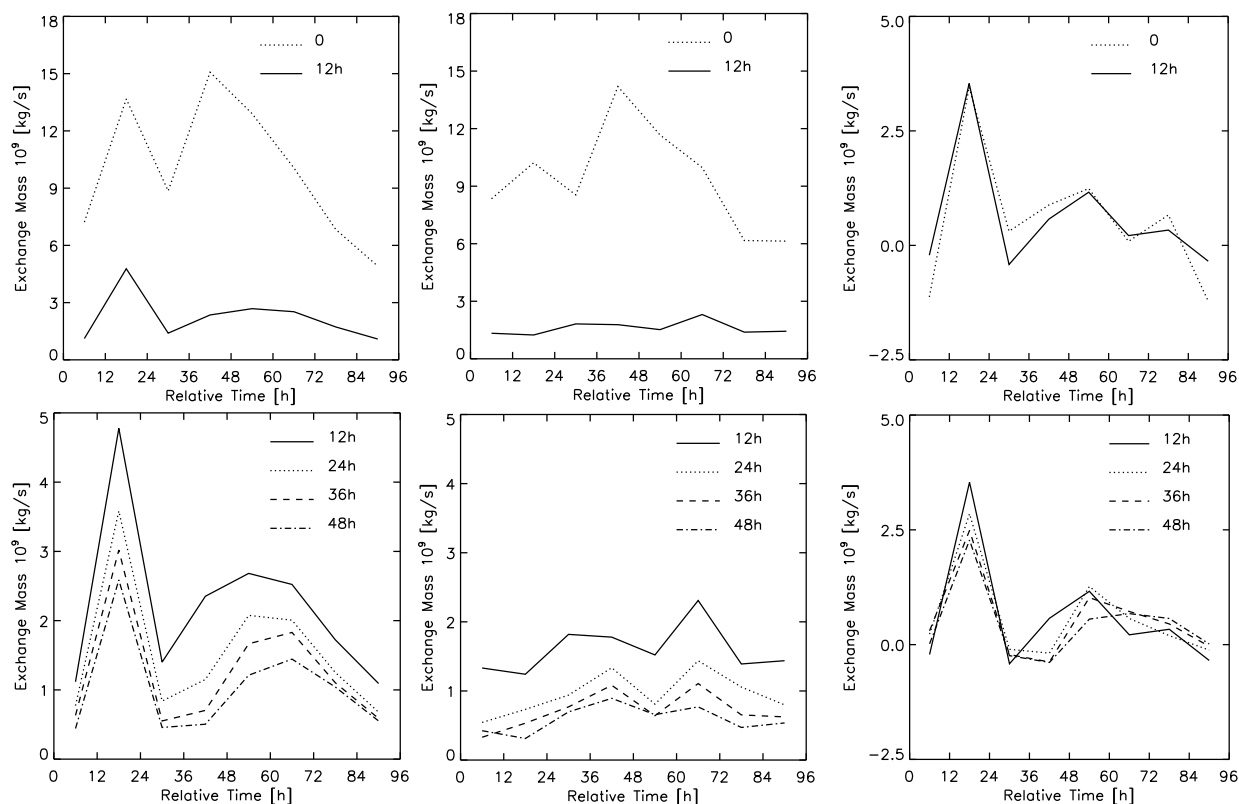 Exchange Mass 10⁹ [kg/s]
18
15
12
9
6
3
0
0
12h
0 12 24 36 48 60 72 84 96
Relative Time [h]
Exchange Mass 10⁹ [kg/s]
18
15
12
9
6
3
0
0
12h
0 12 24 36 48 60 72 84 96
Relative Time [h]
Exchange Mass 10⁹ [kg/s]
5.0
2.5
0.0
−2.5
0
12h
0 12 24 36 48 60 72 84 96
Relative Time [h]
Exchange Mass 10⁹ [kg/s]
5
4
3
2
1
0
12h
24h
36h
48h
0 12 24 36 48 60 72 84 96
Relative Time [h]
Exchange Mass 10⁹ [kg/s]
5
4
3
2
1
0
12h
24h
36h
48h
0 12 24 36 48 60 72 84 96
Relative Time [h]
Exchange Mass 10⁹ [kg/s]
5.0
2.5
0.0
−2.5
12h
24h
36h
48h
0 12 24 36 48 60 72 84 96
Relative Time [h]